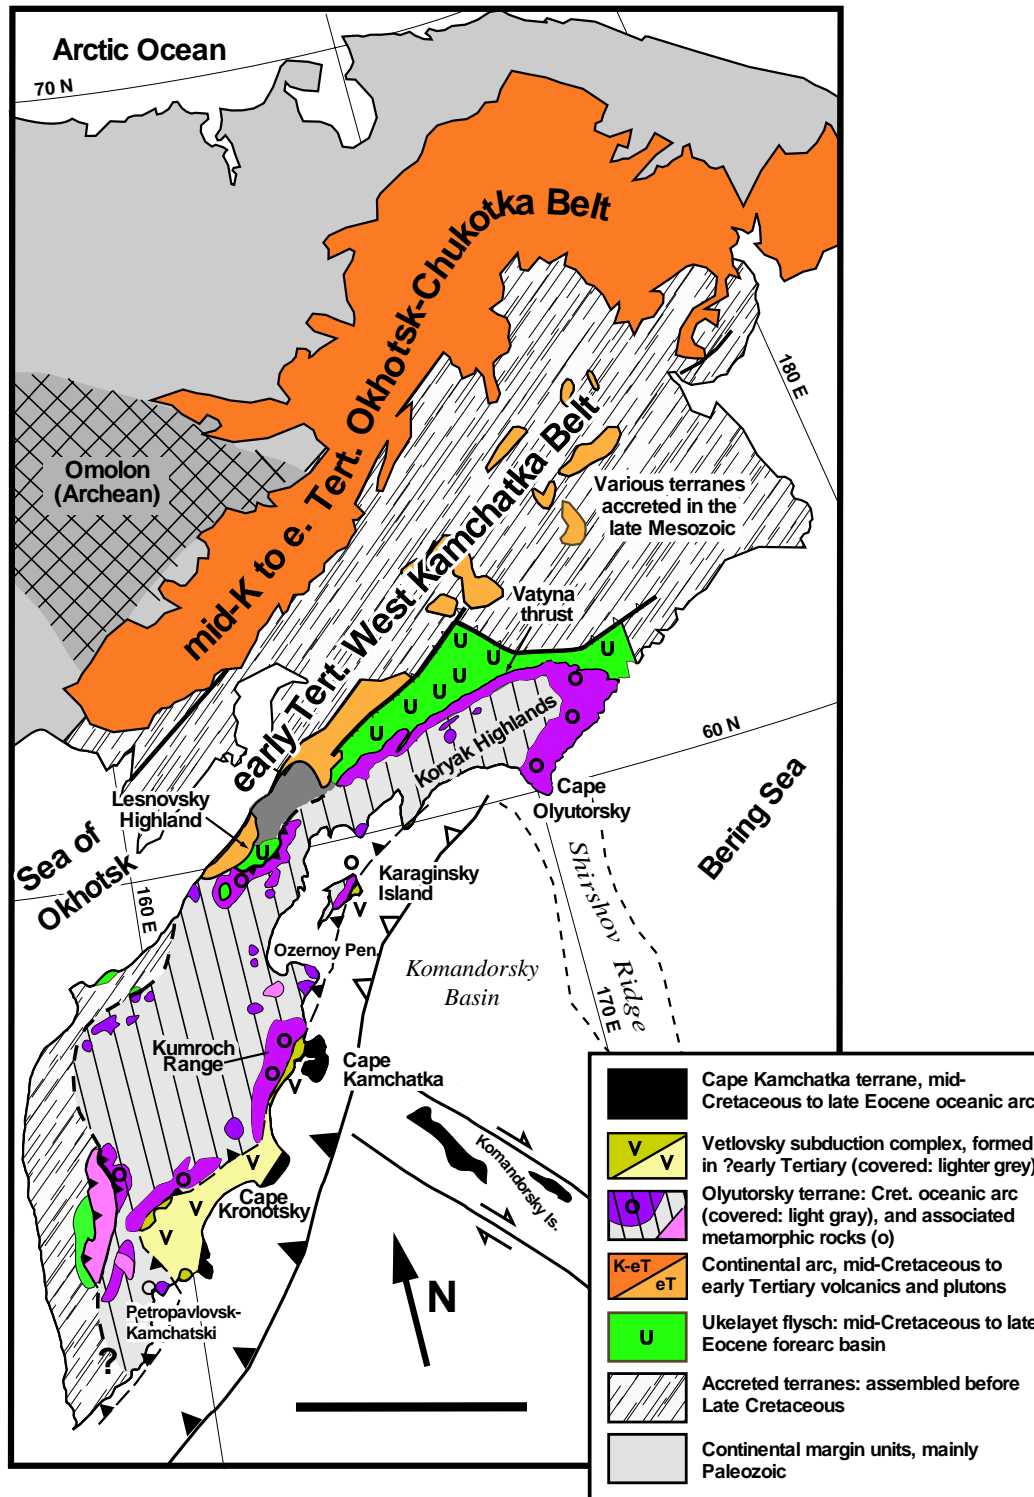 Arctic Ocean
70 N
mid-K to e. Tert. Okhotsk-Chukotka Belt
180 E
Omolon
(Archean)
early Tert. West Kamchatka Belt
Various terranes
accreted in the
late Mesozoic
Vatyna
thrust
U
U
U
U
U
U
U
O
O
O
Koryak Highlands
60 N
Cape
Olyutorsky
Bering Sea
Lesnovsky
Highland
U
O
Sea of
Okhotsk
160 E
O
Karaginsky
Island
V
Ozernoy Pen.
Shirshov Ridge
Komandorsky
Basin
170 E
Kumroch
Range
O
O
V
Cape
Kamchatka
Komandorsky Is.
O
O
V
V
V
Cape
Kronotsky
O
V
Petropavlovsk-
Kamchatski
?
N
Cape Kamchatka terrane, mid-
Cretaceous to late Eocene oceanic arc
V
V
Vetlovsky subduction complex, formed
in ?early Tertiary (covered: lighter grey)
O
Olyutorsky terrane: Cret. oceanic arc
(covered: light gray), and associated
metamorphic rocks (o)
K-eT
eT
Continental arc, mid-Cretaceous to
early Tertiary volcanics and plutons
U
Ukelayet flysch: mid-Cretaceous to late
Eocene forearc basin
Accreted terranes: assembled before
Late Cretaceous
Continental margin units, mainly
Paleozoic